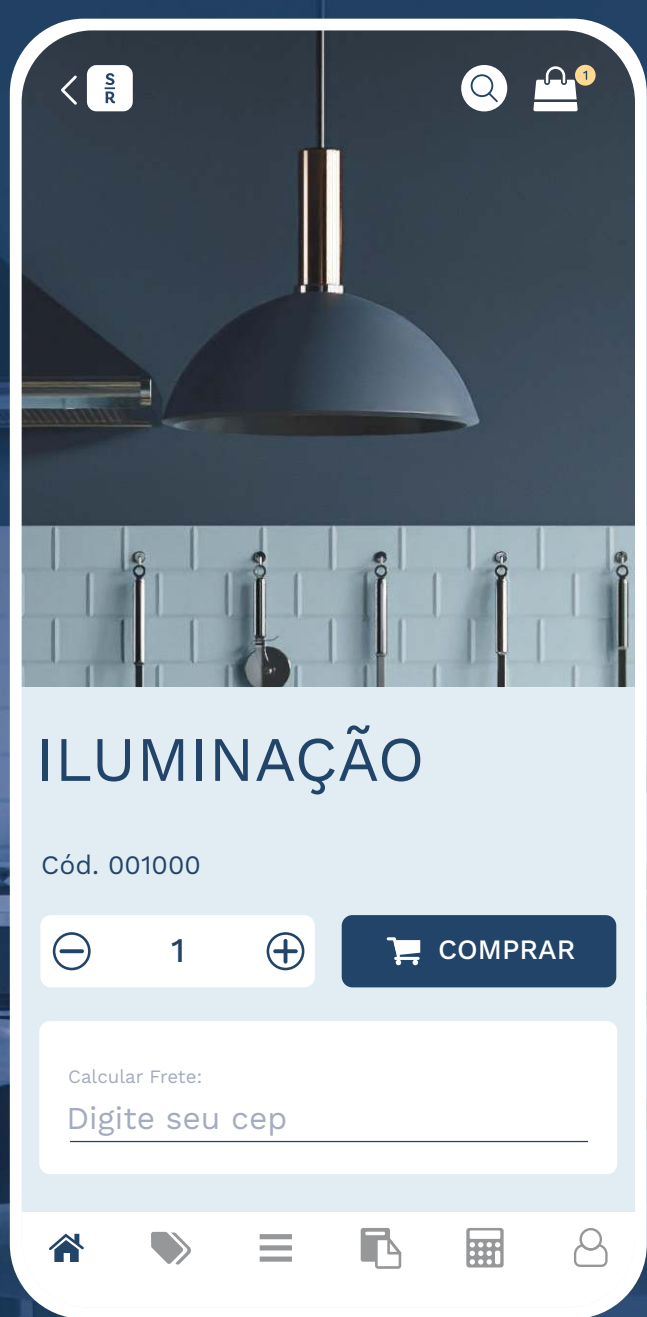 S
R
1
ILUMINAÇÃO
Cód. 001000
1
COMPRAR
Calcular Frete:
Digite seu cep